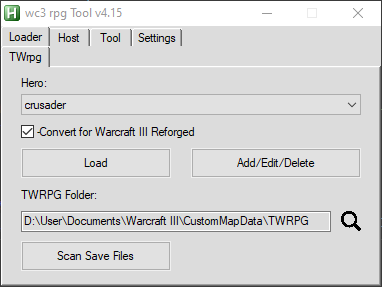 wc3 rpg Tool v4.15
Loader Host Tool Settings
TWrpg
Hero:
crusader
-Convert for Warcraft III Reforged
Load Add/Edit/Delete
TWRPG Folder:
D:\User\Documents\Warcraft III\CustomMapData\TWRPG
Scan Save Files